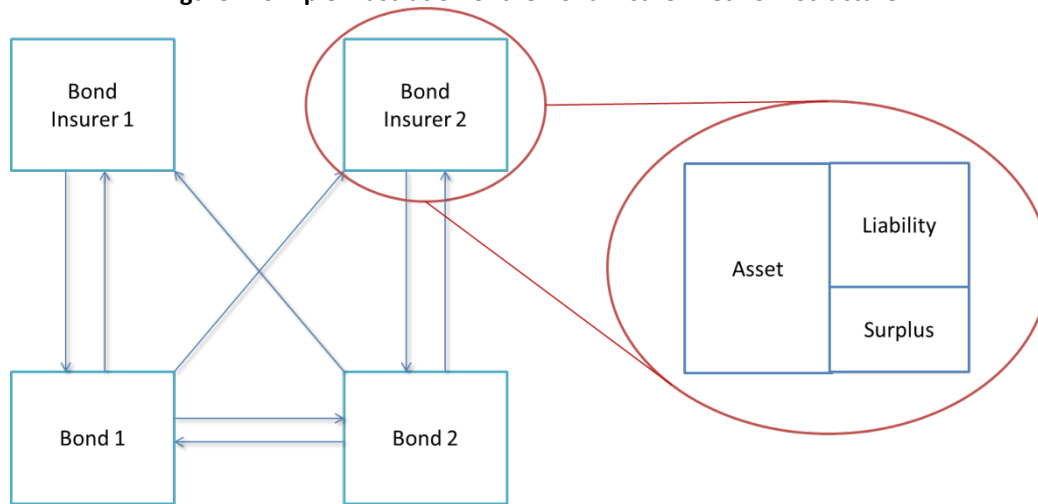 Bond
Insurer 1
Bond
Insurer 2
Asset
Liability
Surplus
Bond 1
Bond 2